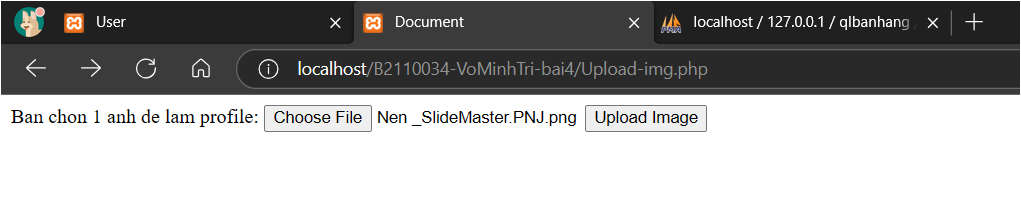 User
Document
localhost / 127.0.0.1 / qlbanhang
localhost/B2110034-VoMinhTri-bai4/Upload-img.php
Ban chon 1 anh de lam profile: Choose File Nen _SlideMaster.PNJ.png Upload Image